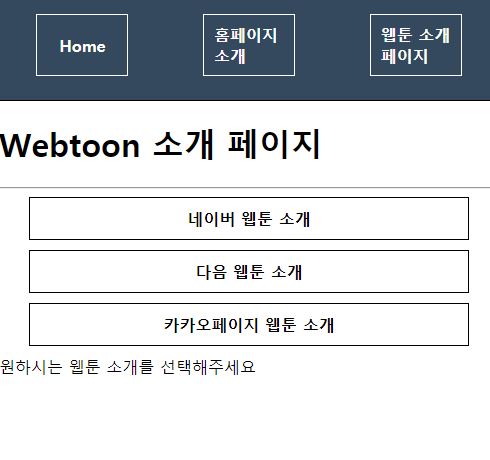 Home
홈페이지
소개
웹툰 소개
페이지
Webtoon 소개 페이지
네이버 웹툰 소개
다음 웹툰 소개
카카오페이지 웹툰 소개
원하시는 웹툰 소개를 선택해주세요